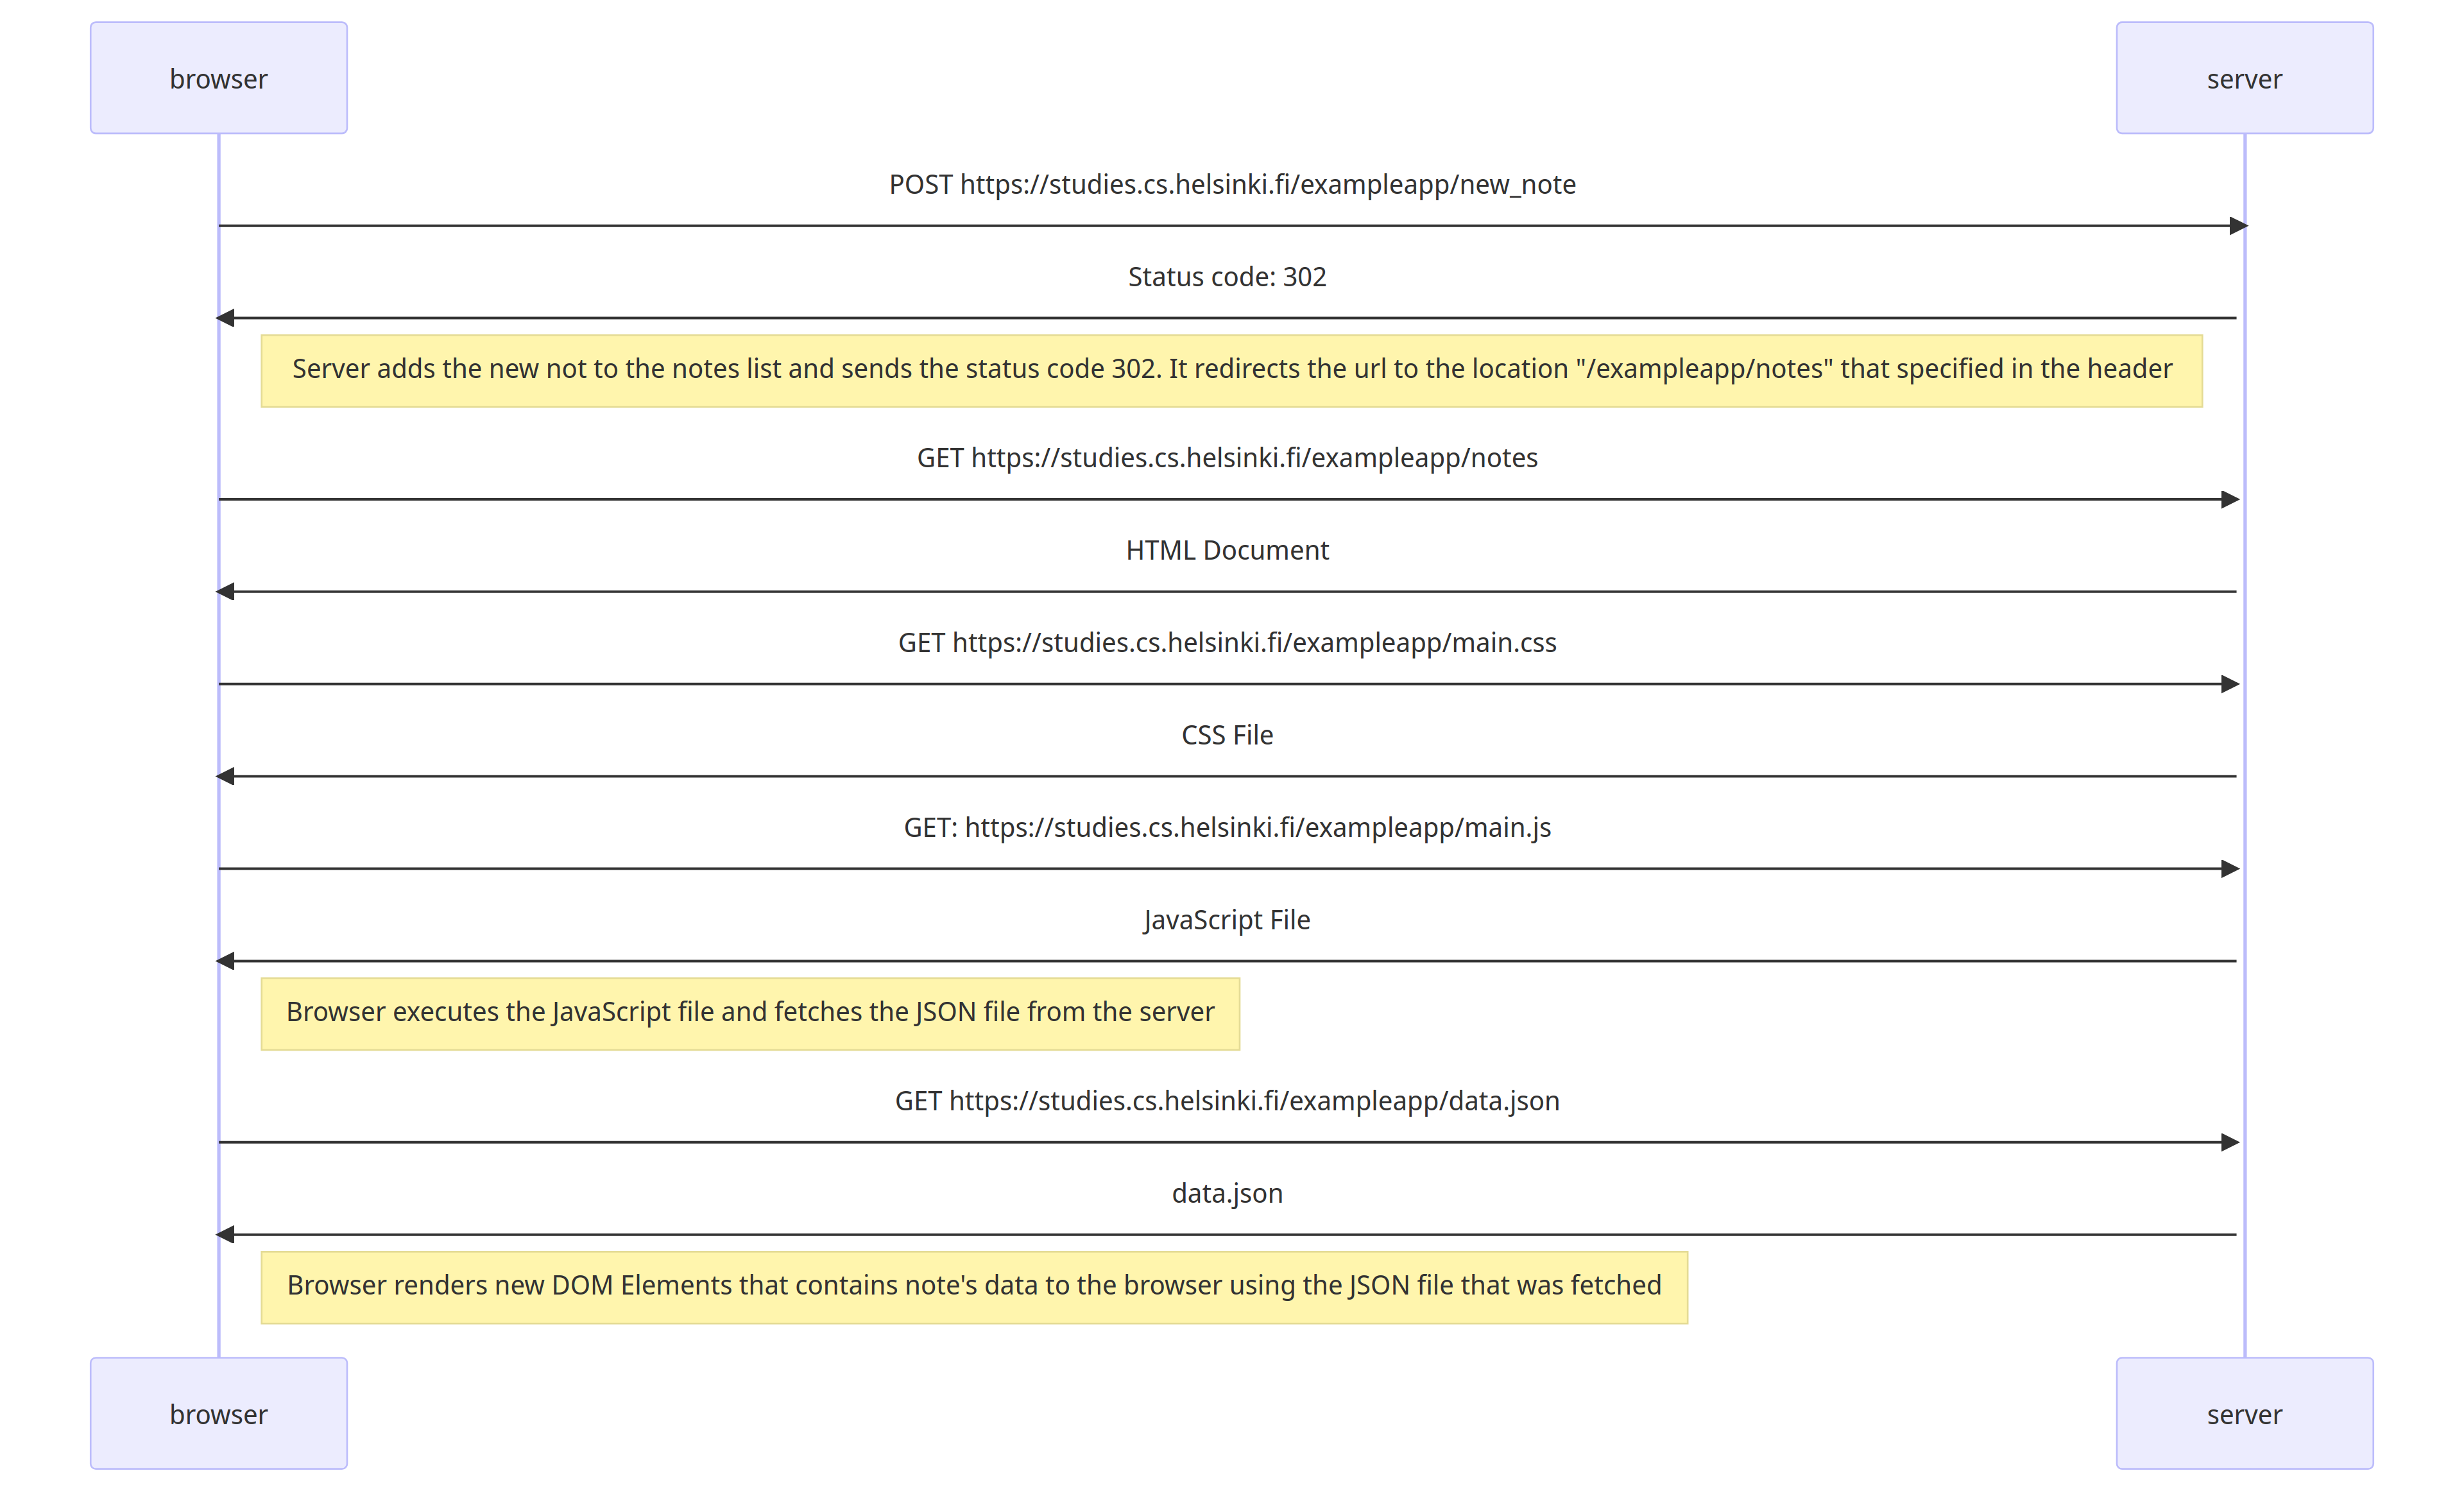 browser
server
POST https://studies.cs.helsinki.fi/exampleapp/new_note
Status code: 302
Server adds the new not to the notes list and sends the status code 302. It redirects the url to the location "/exampleapp/notes" that specified in the header
GET https://studies.cs.helsinki.fi/exampleapp/notes
HTML Document
GET https://studies.cs.helsinki.fi/exampleapp/main.css
CSS File
GET: https://studies.cs.helsinki.fi/exampleapp/main.js
JavaScript File
Browser executes the JavaScript file and fetches the JSON file from the server
GET https://studies.cs.helsinki.fi/exampleapp/data.json
data.json
Browser renders new DOM Elements that contains note's data to the browser using the JSON file that was fetched
browser
server